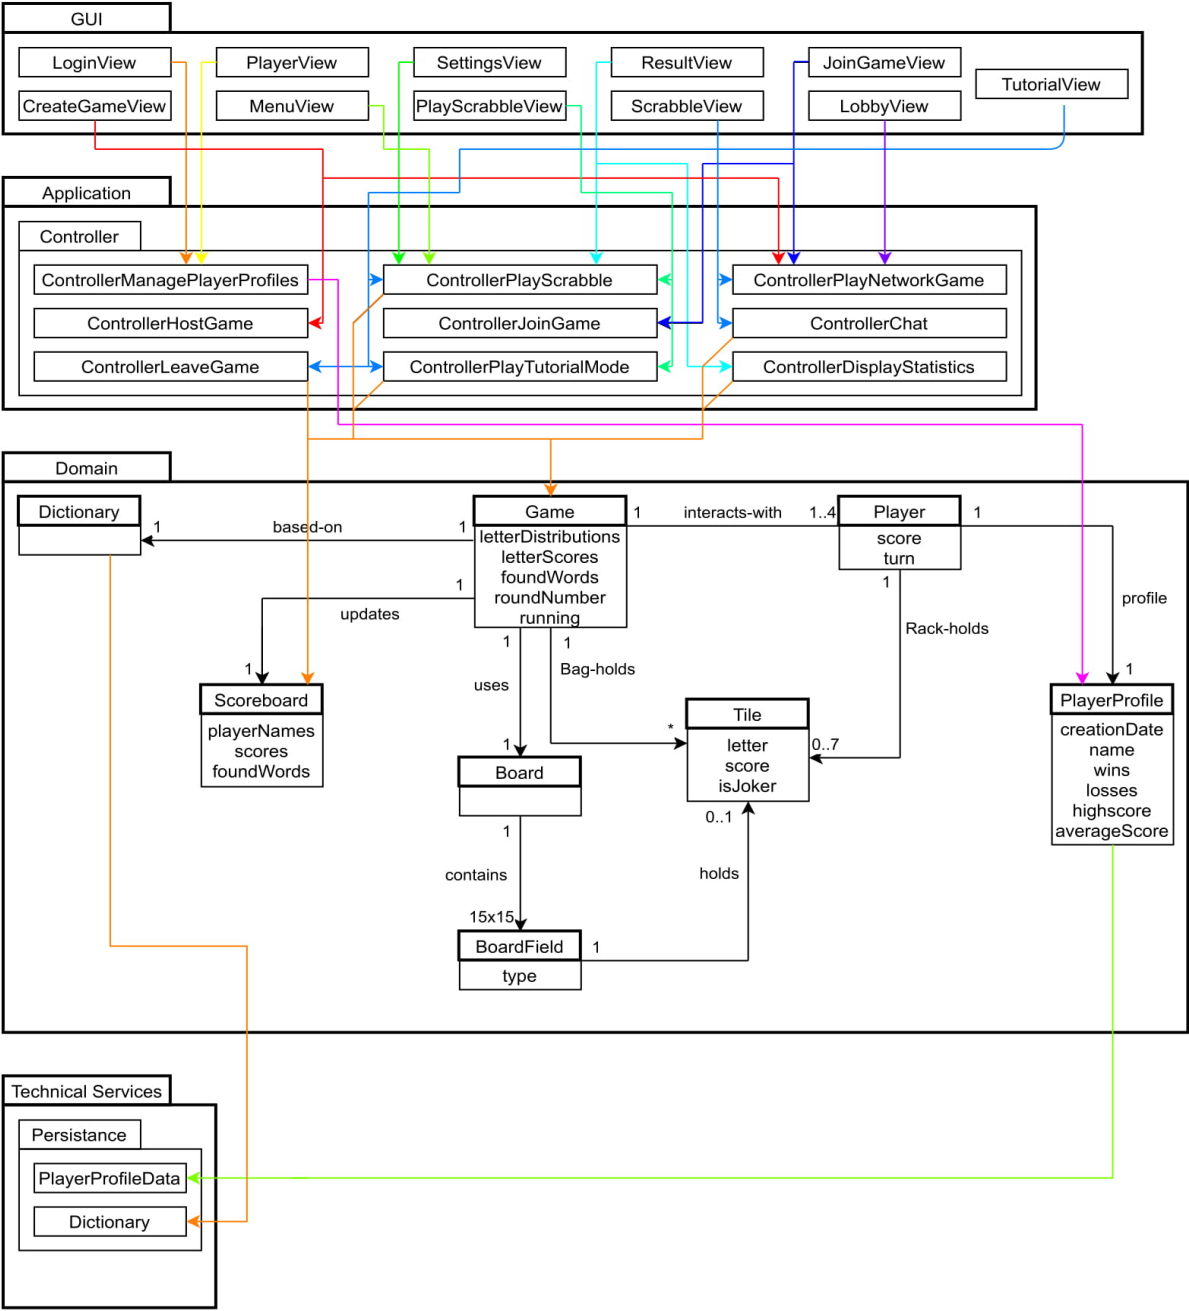 GUI
LoginView
PlayerView
SettingsView
ResultView
JoinGameView
TutorialView
CreateGameView
MenuView
PlayScrabbleView
ScrabbleView
LobbyView
Application
Controller
ControllerManagePlayerProfiles
ControllerPlayScrabble
ControllerPlayNetworkGame
ControllerHostGame
ControllerJoinGame
ControllerChat
ControllerLeaveGame
ControllerPlayTutorialMode
ControllerDisplayStatistics
Domain
Dictionary
1
based-on
1
Game
letterDistributions
letterScores
foundWords
roundNumber
running
1
interacts-with
1..4
Player
score
turn
1
1
updates
1
1
profile
1
Rack-holds
1
uses
1
1
Bag-holds
*
Scoreboard
playerNames
scores
foundWords
Tile
letter
score
isJoker
0..7
0..1
PlayerProfile
creationDate
name
wins
losses
highscore
averageScore
Board
1
contains
15x15
holds
BoardField
type
1
Technical Services
Persistance
PlayerProfileData
Dictionary